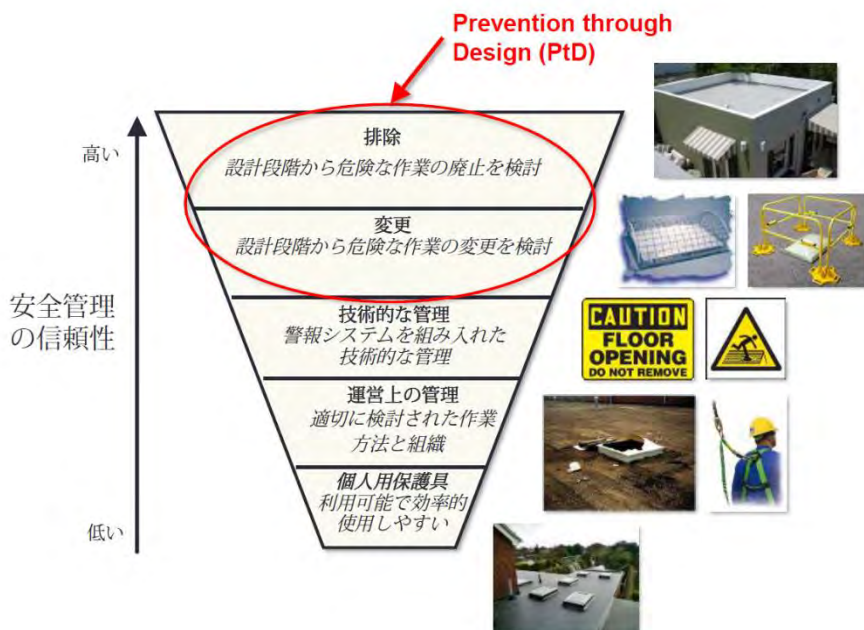 Prevention through
Design (PtD)
高い
排除
設計段階から危険な作業の廃止を検討
変更
設計段階から危険な作業の変更を検討
安全管理
の信頼性
技術的な管理
警報システムを組み入れた
技術的な管理
CAUTION
FLOOR
OPENING
DO NOT REMOVE
運営上の管理
適切に検討された作業
方法と組織
個人用保護具
利用可能で効率的
使用しやすい
低い